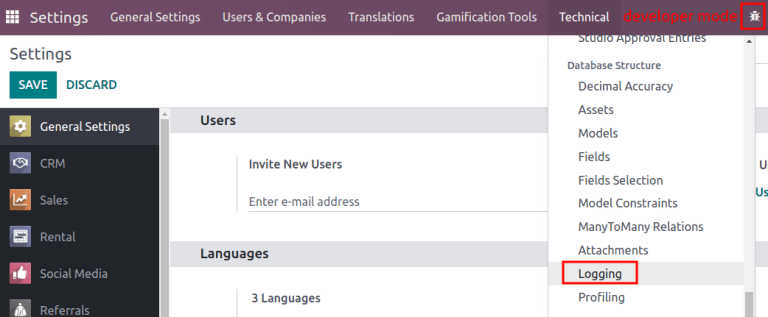 Settings General Settings Users & Companies Translations Gamification Tools Technical developer mode
Studio Approval Entries
Settings
SAVE DISCARD
Database Structure
Decimal Accuracy
Assets
Models
Fields
Fields Selection
Model Constraints
ManyToMany Relations
Attachments
Logging
Profiling
General Settings
CRM
Sales
Rental
Social Media
Referrals
Users
Invite New Users
Enter e-mail address
Languages
3 Languages
U
Us